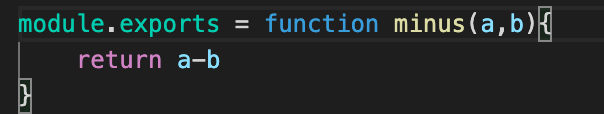 module.exports = function minus(a,b){
    return a-b
}